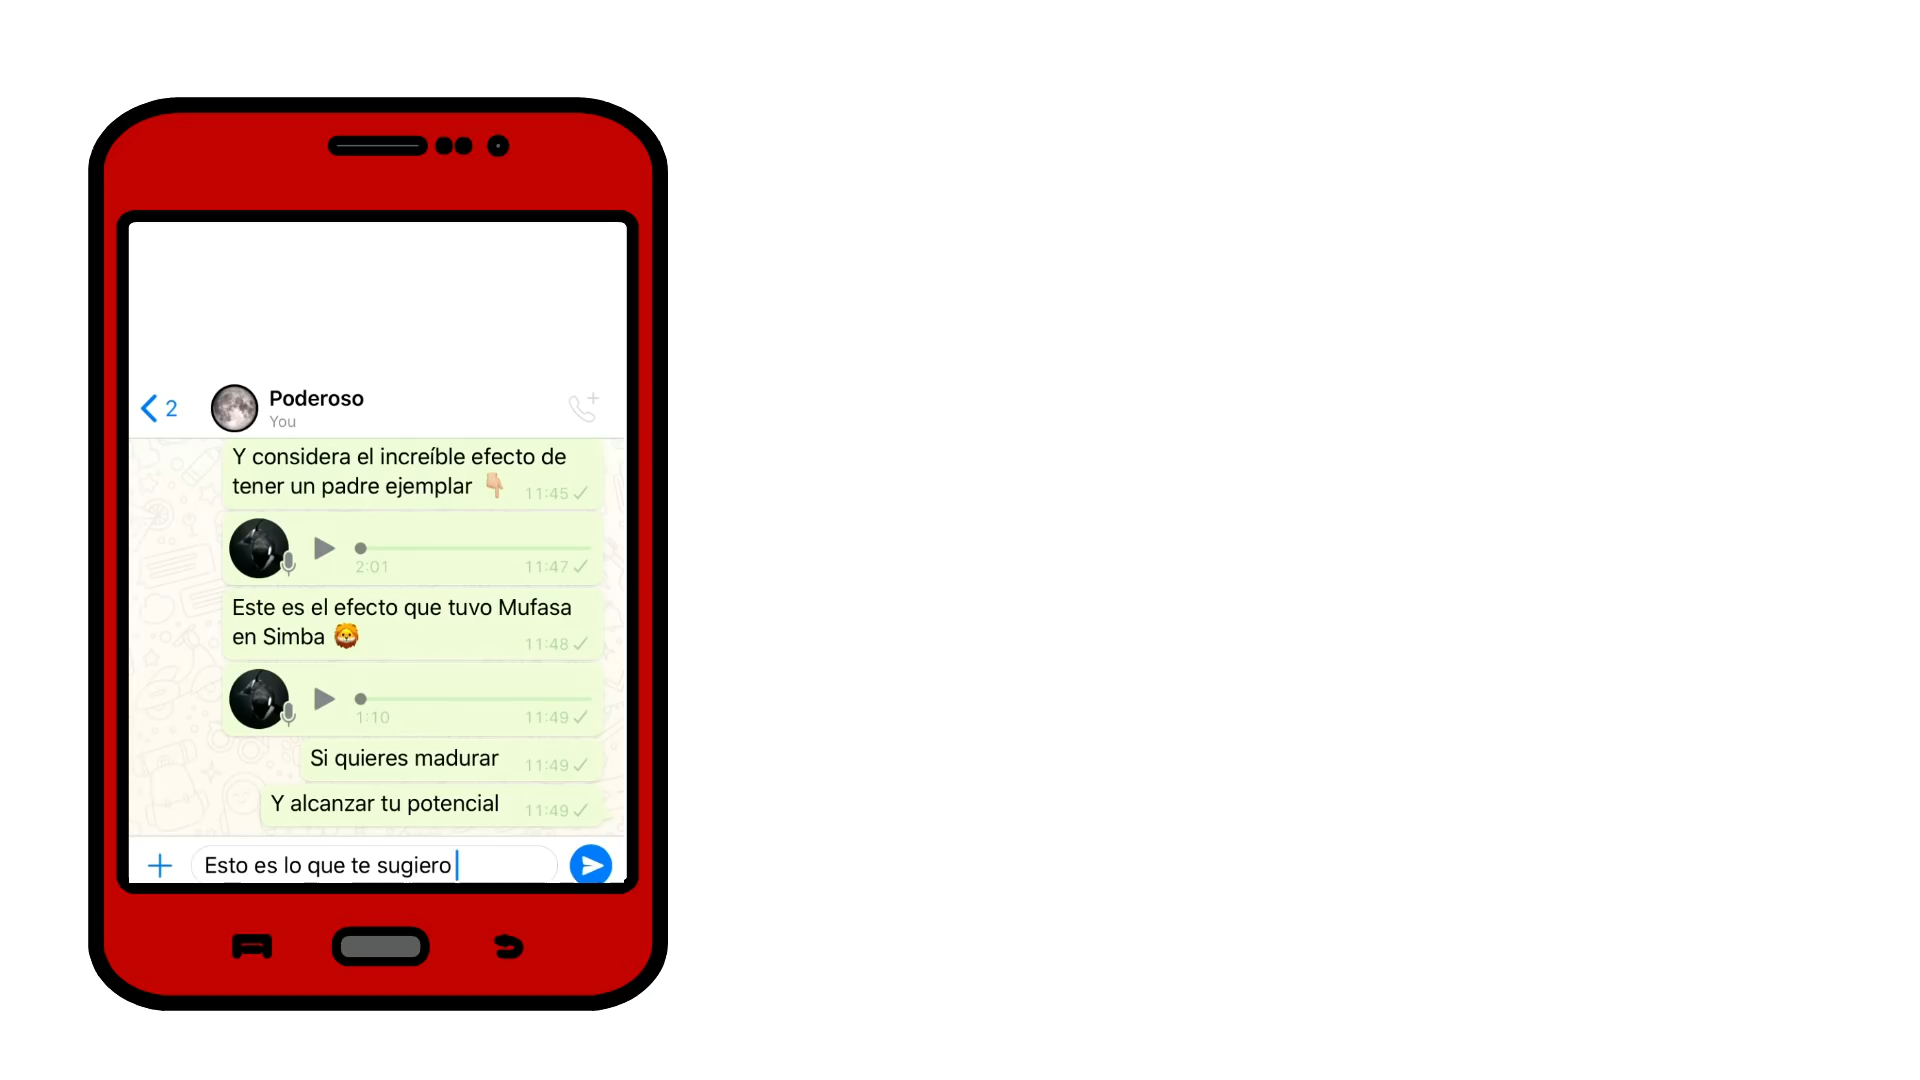 2
Poderoso
You
Y considera el increíble efecto de
tener un padre ejemplar 👇🏼 11:45
2:01 11:47
Este es el efecto que tuvo Mufasa
en Simba 🦁 11:48
1:10 11:49
Si quieres madurar 11:49
Y alcanzar tu potencial 11:49
Esto es lo que te sugiero